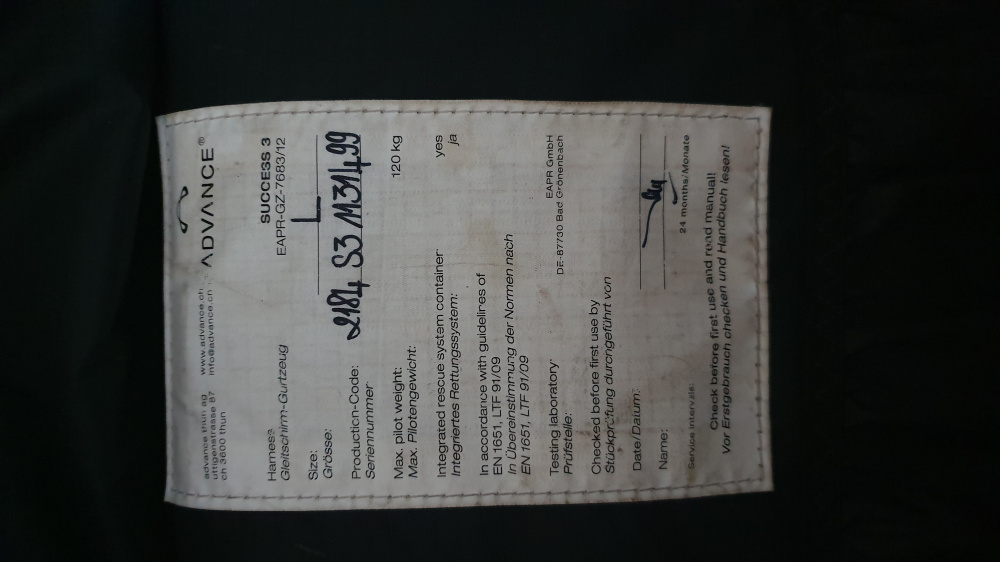 advance thun ag www.advance.ch
uttigenstrasse 87 info@advance.ch
ch 3600 thun
ADVANCE®
Harness SUCCESS 3
Gleitschirm-Gurtzeug EAPR-GZ-7683/12
Size: L
Grösse:
Production-Code: 2184 S3 M31499
Seriennummer
Max. pilot weight: 120 kg
Max. Pilotengewicht:
Integrated rescue system container yes
Integriertes Rettungssystem: ja
In accordance with guidelines of
EN 1651, LTF 91/09
In Übereinstimmung der Normen nach
EN 1651, LTF 91/09
Testing laboratory: EAPR GmbH
Prüfstelle: DE-87730 Bad Grönenbach
Checked before first use by
Stückprüfung durchgeführt von
Date/Datum:
Name:
Service intervals: 24 months/Monate
Check before first use and read manual!
Vor Erstgebrauch checken und Handbuch lesen!